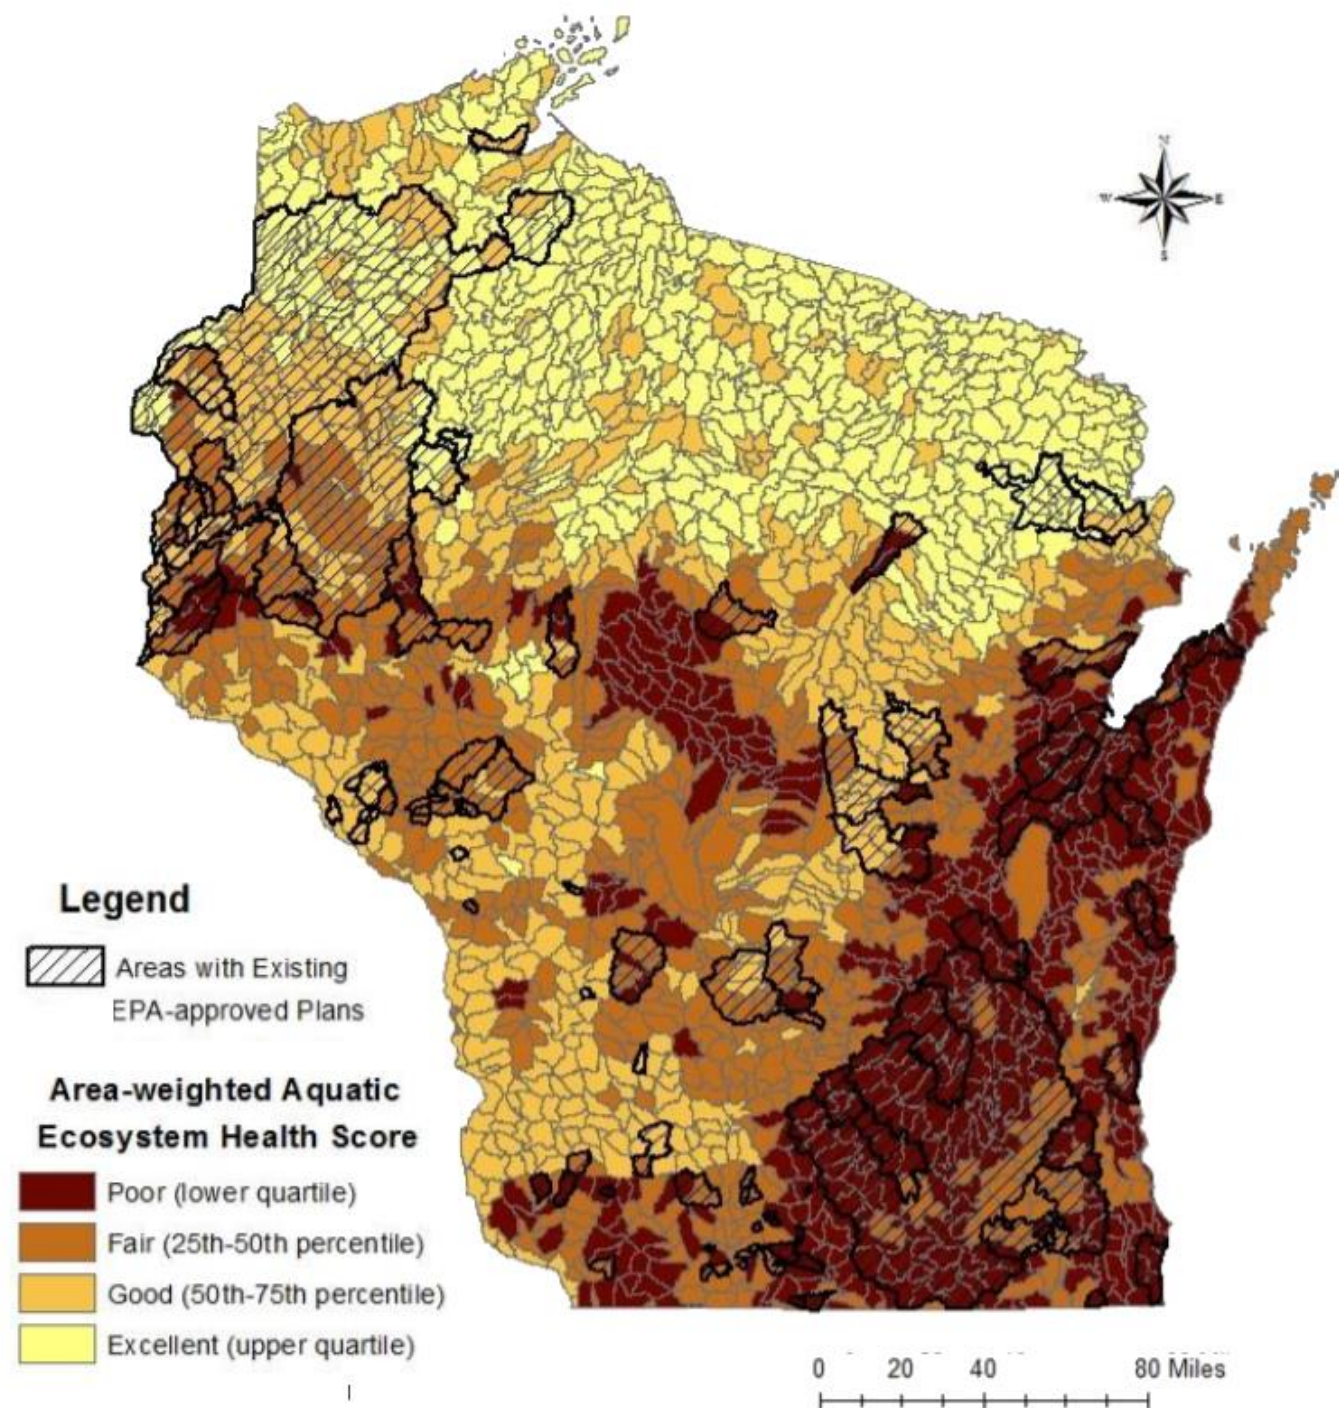 N
W E
S
Legend
Areas with Existing
EPA-approved Plans
Area-weighted Aquatic
Ecosystem Health Score
Poor (lower quartile)
Fair (25th-50th percentile)
Good (50th-75th percentile)
Excellent (upper quartile)
0 20 40 80 Miles